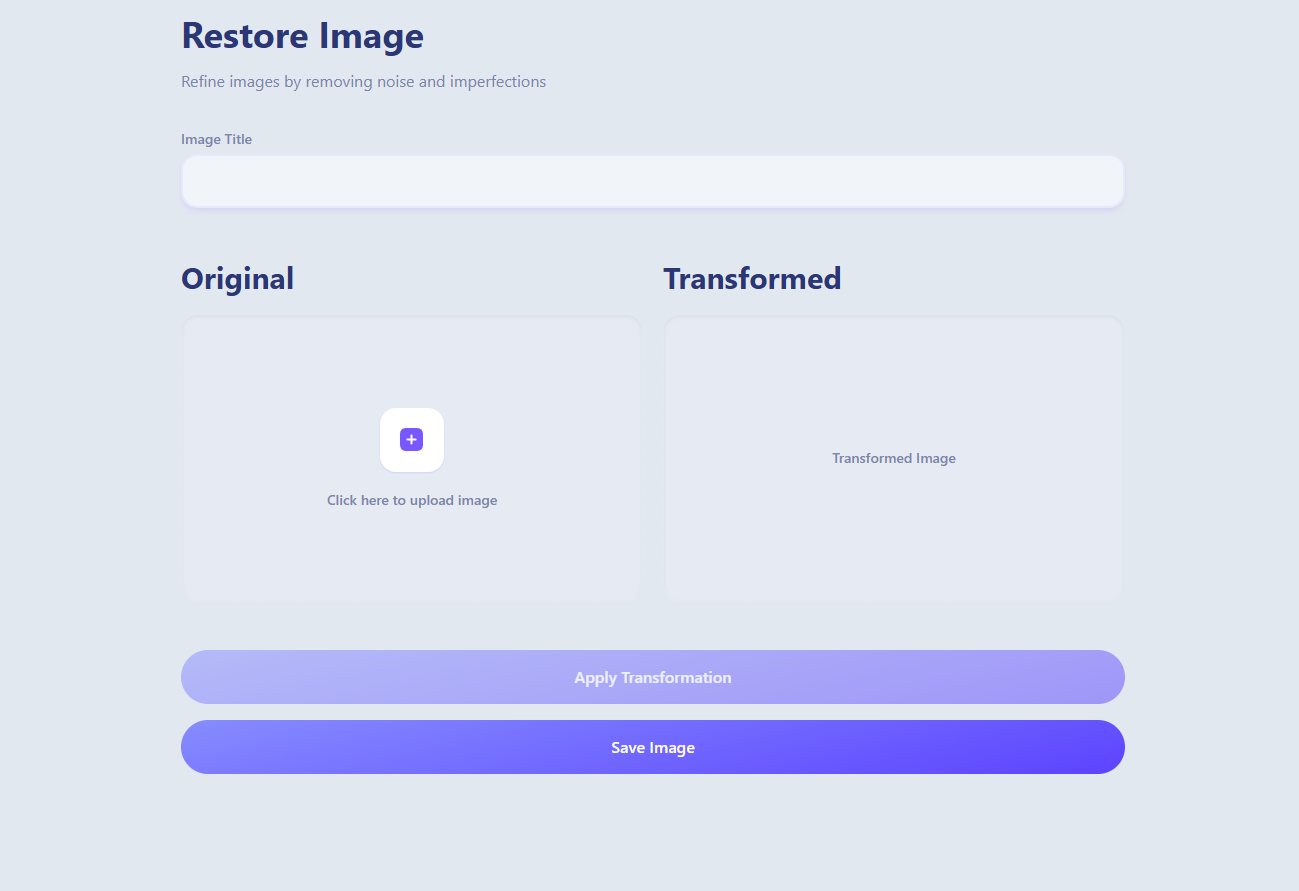 Restore Image
Refine images by removing noise and imperfections
Image Title
Original
Transformed
Click here to upload image
Transformed Image
Apply Transformation
Save Image